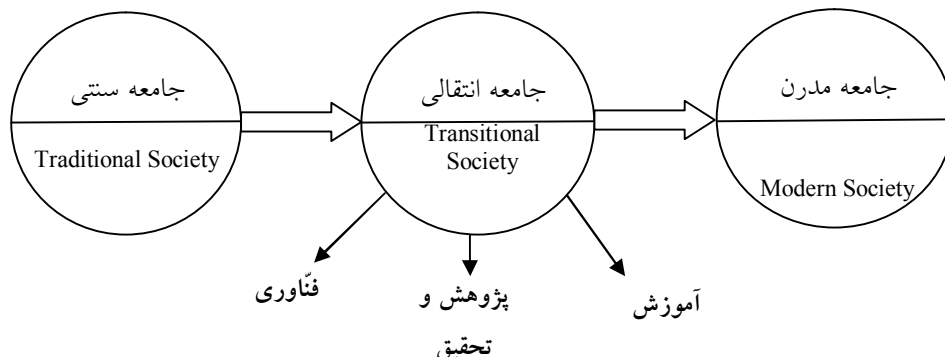 جامعه سنتی
Traditional Society
جامعه انتقالی
Transitional
Society
جامعه مدرن
Modern Society
فنّاوری
پژوهش و
تحقیق
آموزش